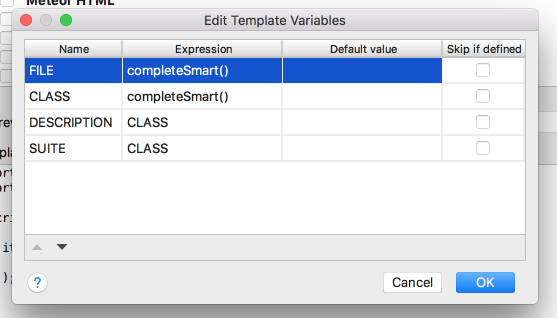 Meteor HTML
Edit Template Variables
Name Expression Default value Skip if defined
FILE completeSmart()
CLASS completeSmart()
DESCRIPTION CLASS
SUITE CLASS
? Cancel OK